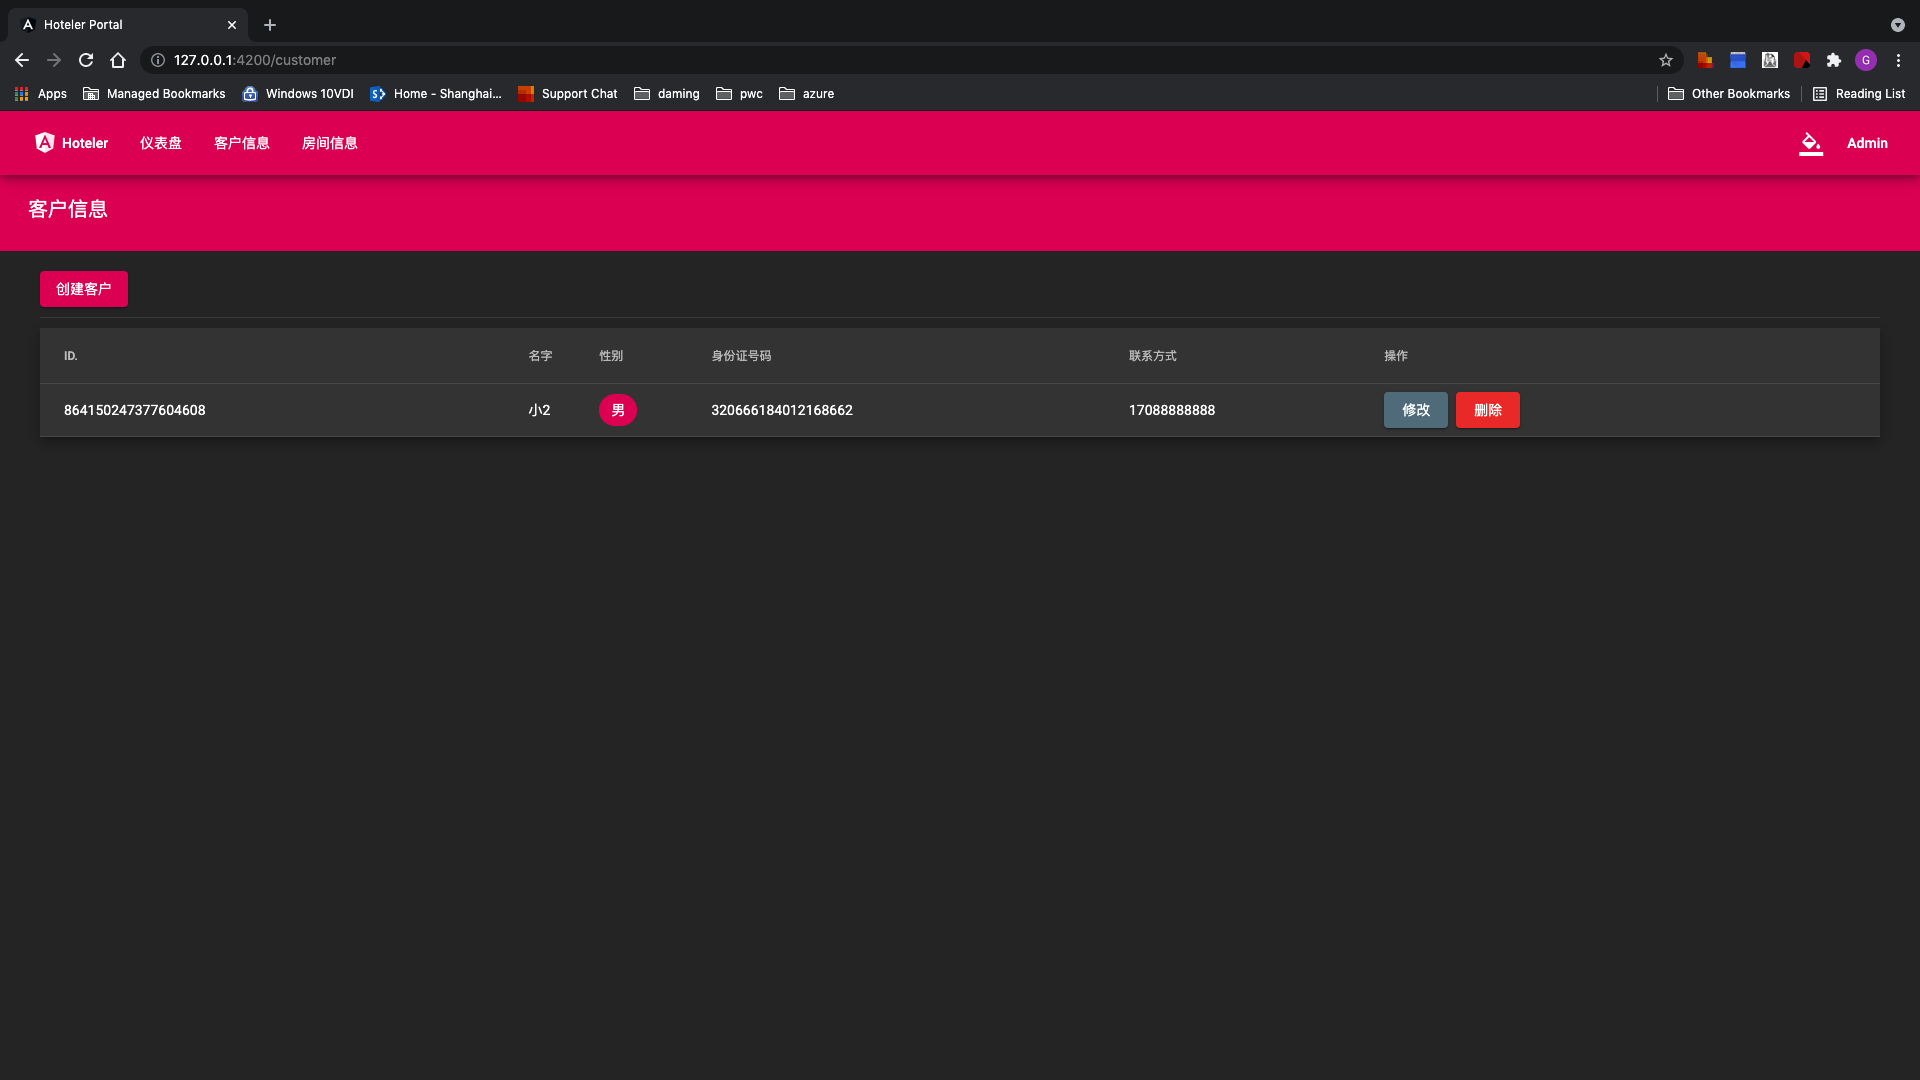 Hoteler Portal
127.0.0.1:4200/customer
G
Apps Managed Bookmarks Windows 10VDI Home - Shanghai... Support Chat daming pwc azure Other Bookmarks Reading List
Hoteler 仪表盘 客户信息 房间信息 Admin
客户信息
创建客户
ID. 名字 性别 身份证号码 联系方式 操作
864150247377604608 小2 男 320666184012168662 17088888888 修改 删除